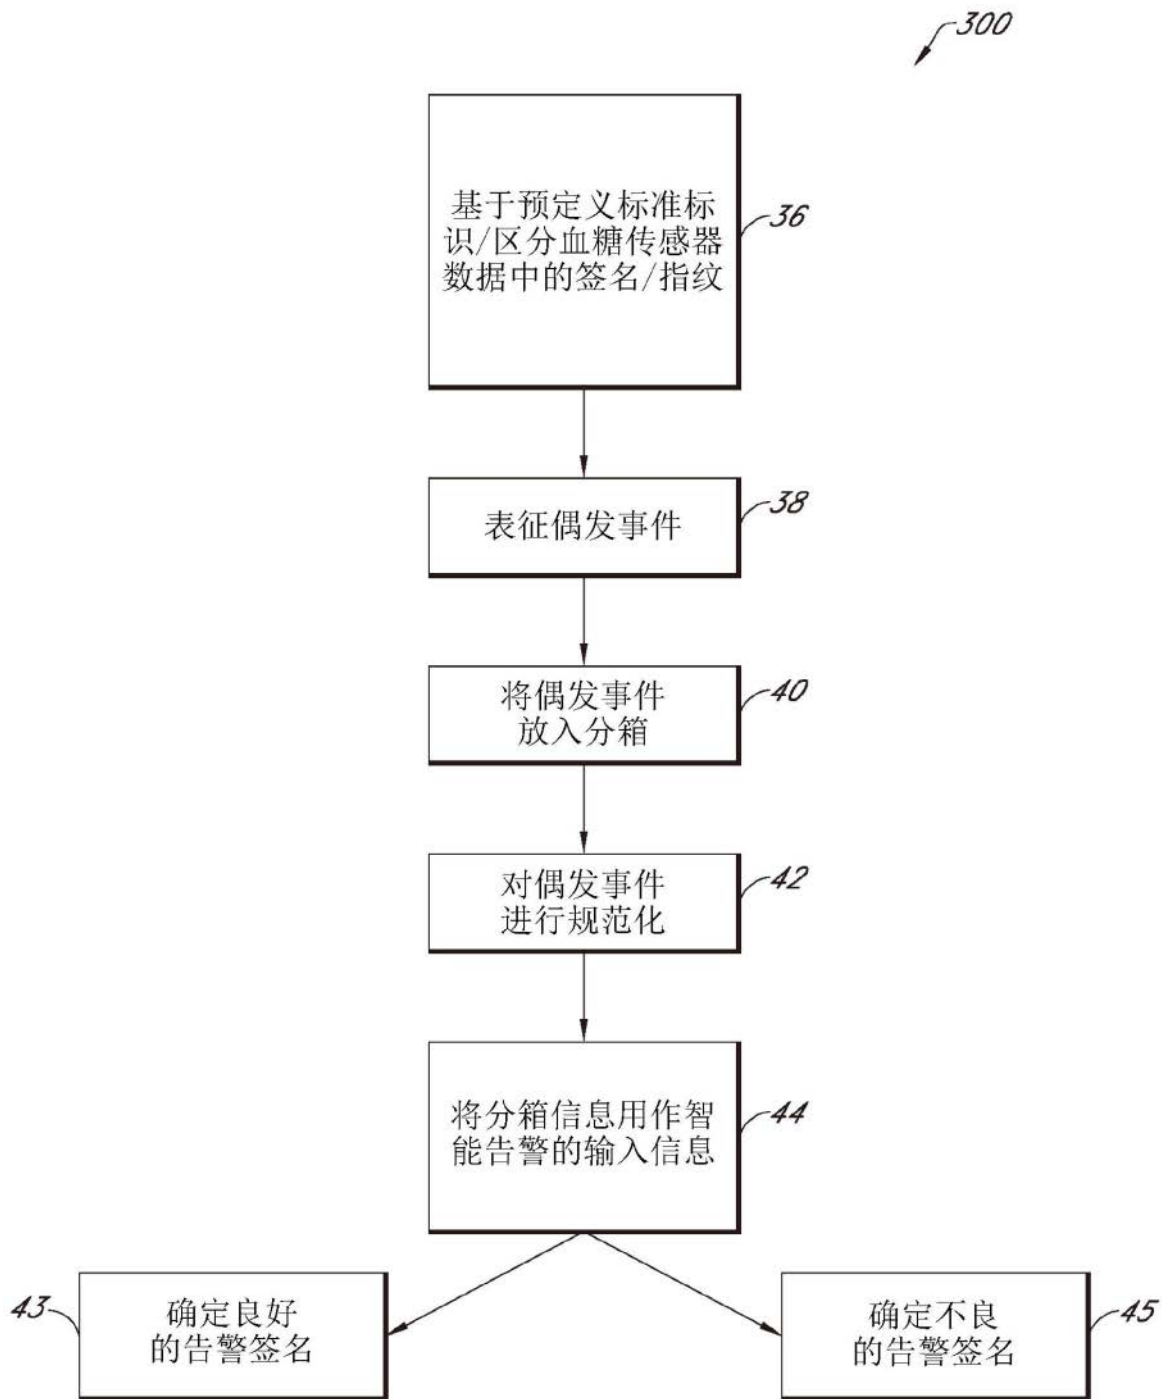 300
基于预定义标准标
识/区分血糖传感器
数据中的签名/指纹
36
表征偶发事件
38
将偶发事件
放入分箱
40
对偶发事件
进行规范化
42
将分箱信息用作智
能告警的输入信息
44
43
确定良好
的告警签名
确定不良
的告警签名
45